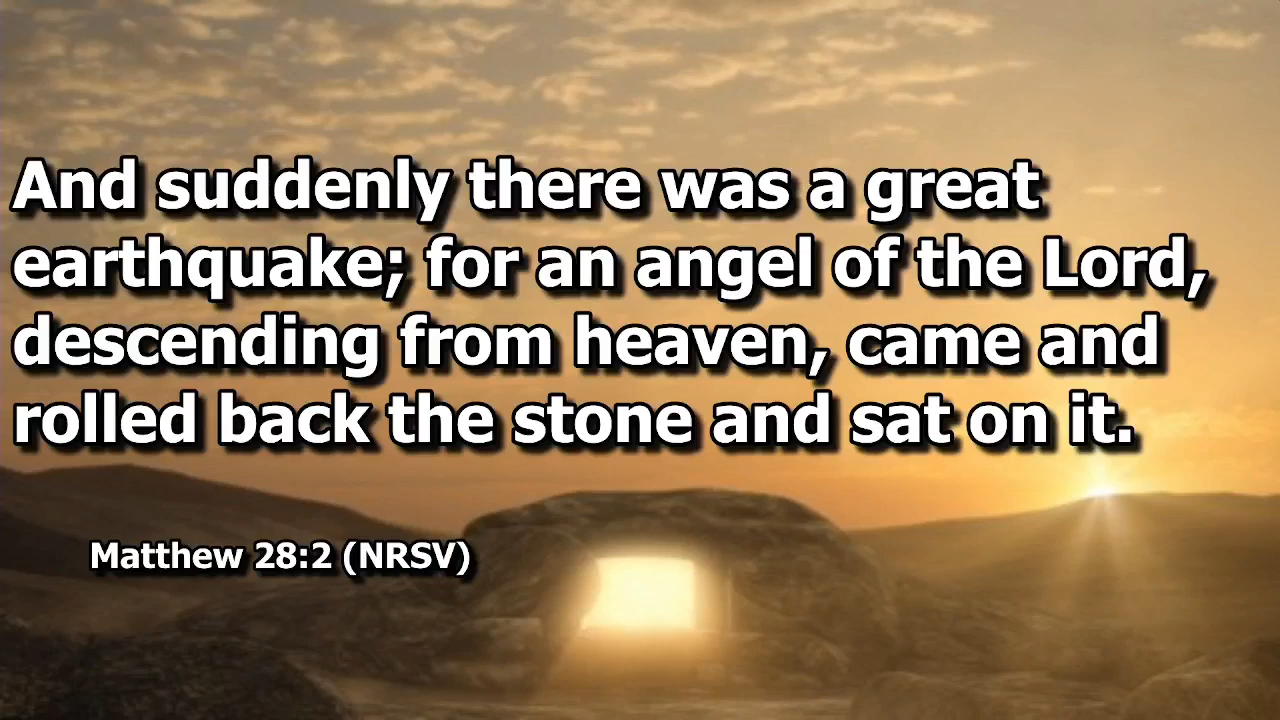 And suddenly there was a great
earthquake; for an angel of the Lord,
descending from heaven, came and
rolled back the stone and sat on it.
Matthew 28:2 (NRSV)